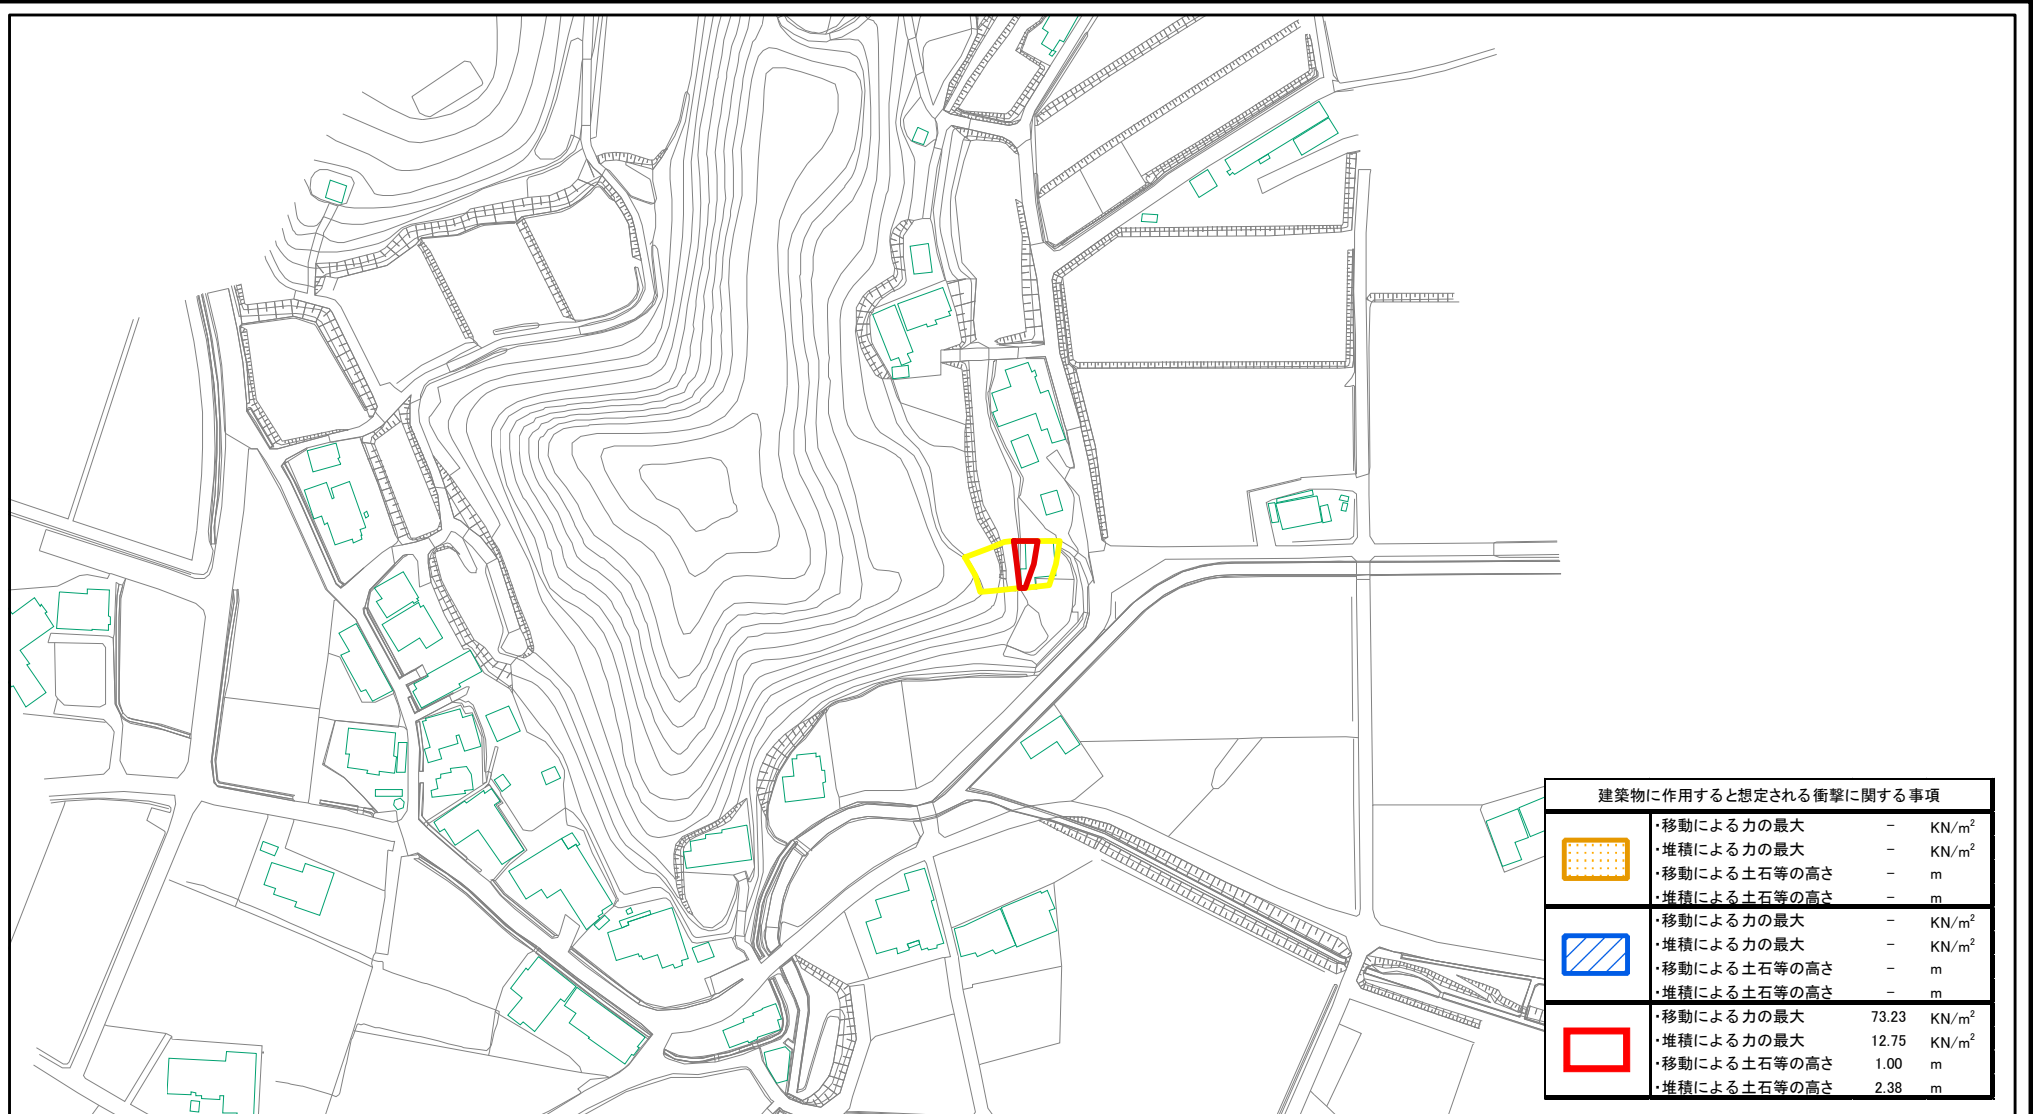 建築物に作用すると想定される衝撃に関する事項
・移動による力の最大 － KN/m²
・堆積による力の最大 － KN/m²
・移動による土石等の高さ － m
・堆積による土石等の高さ － m
・移動による力の最大 － KN/m²
・堆積による力の最大 － KN/m²
・移動による土石等の高さ － m
・堆積による土石等の高さ － m
・移動による力の最大 73.23 KN/m²
・堆積による力の最大 12.75 KN/m²
・移動による土石等の高さ 1.00 m
・堆積による土石等の高さ 2.38 m